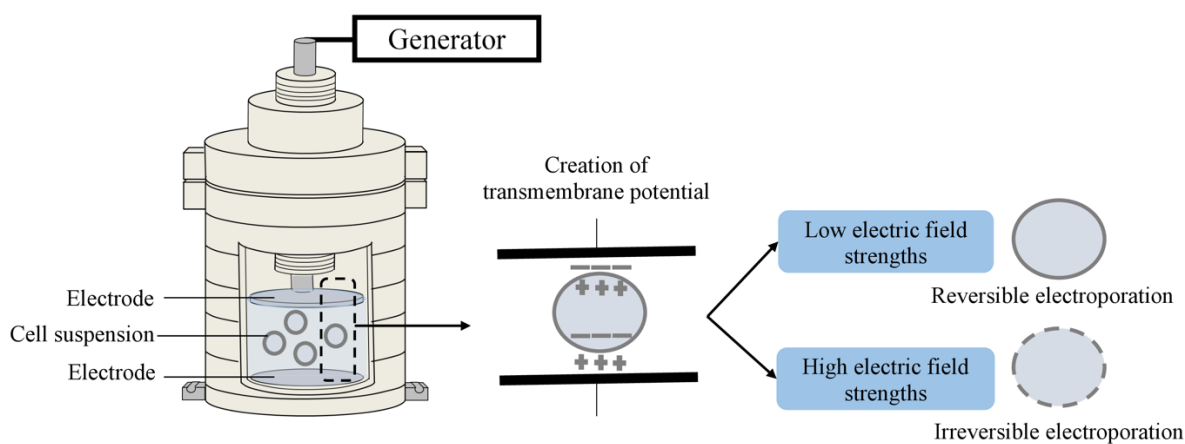 Generator
Creation of
transmembrane potential
Electrode
Cell suspension
Electrode
Low electric field
strengths
Reversible electroporation
High electric field
strengths
Irreversible electroporation